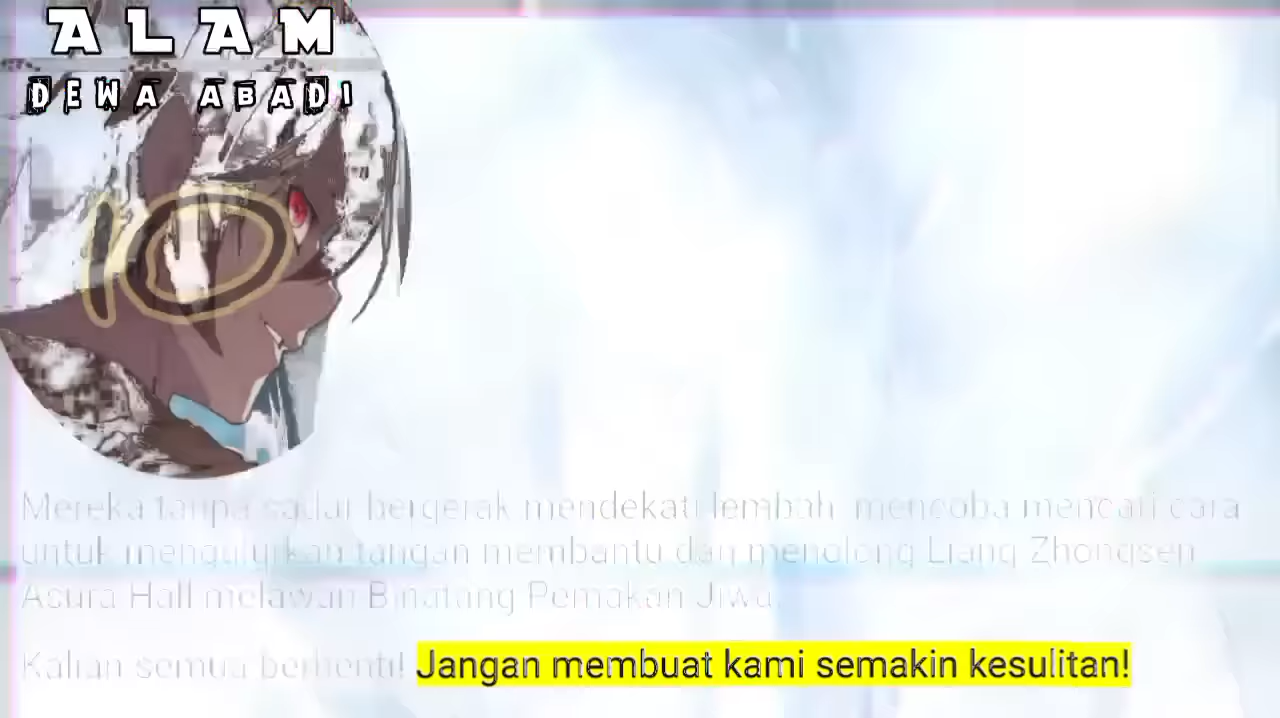 ALAM
DEWA ABADI
Mereka tanpa sadar bergerak mendekati lembah, mencoba mencari cara
untuk mengulurkan tangan membantu dan menolong Liang Zhongsen
Asura Hall melawan Binatang Pemakan Jiwa.
Kalian semua berhenti! Jangan membuat kami semakin kesulitan!